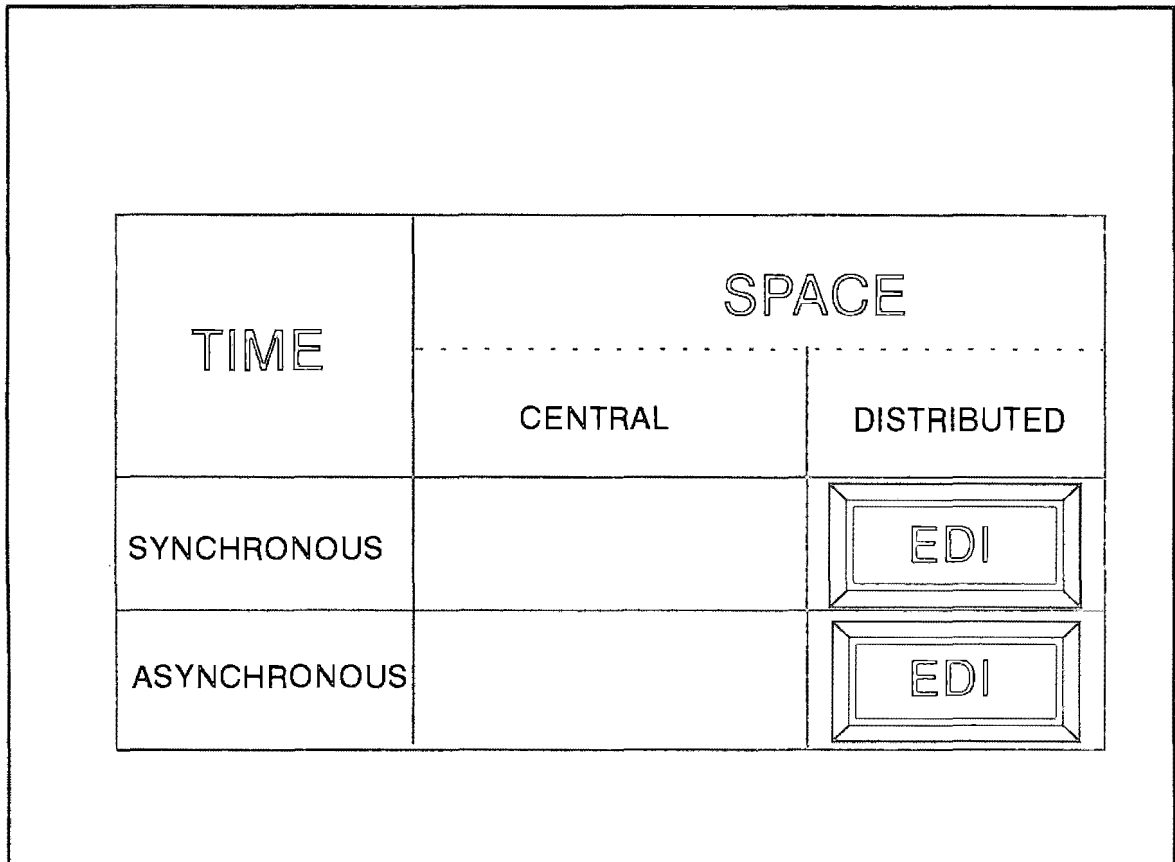 SPACE
TIME
CENTRAL DISTRIBUTED
SYNCHRONOUS EDI
ASYNCHRONOUS EDI